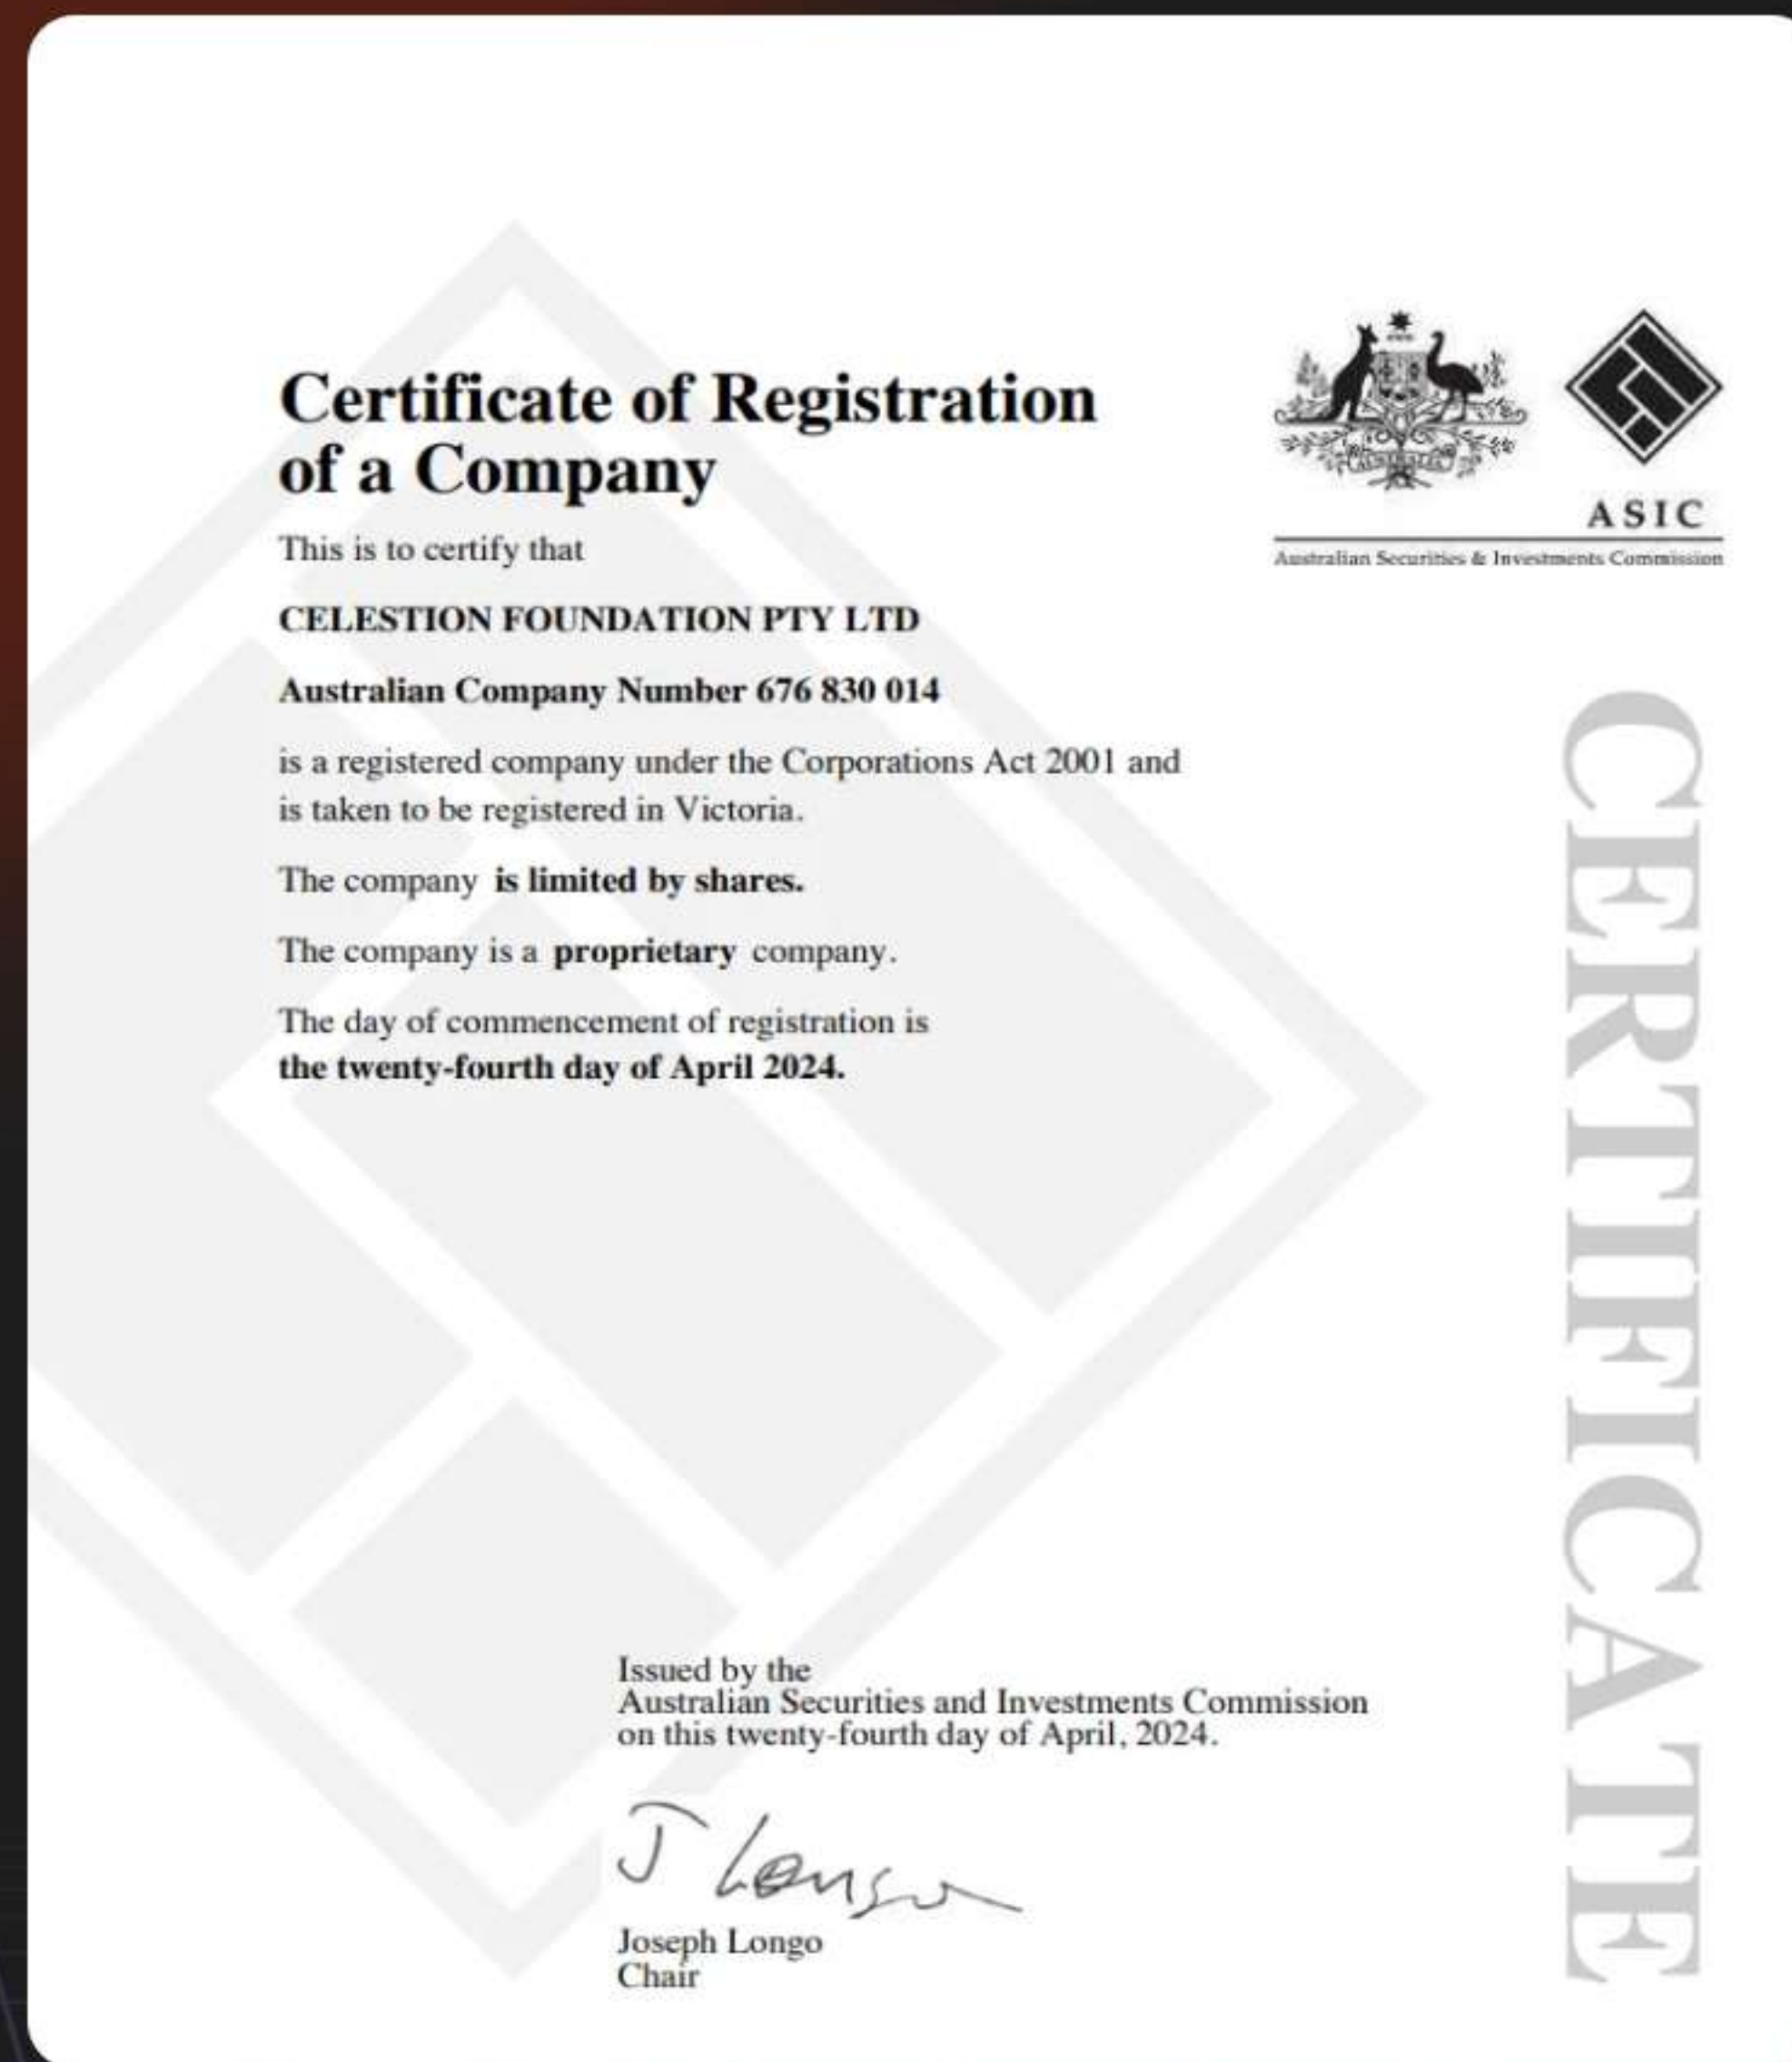 Certificate of Registration
of a Company
This is to certify that
CELESTION FOUNDATION PTY LTD
Australian Company Number 676 830 014
is a registered company under the Corporations Act 2001 and
is taken to be registered in Victoria.
The company is limited by shares.
The company is a proprietary company.
The day of commencement of registration is
the twenty-fourth day of April 2024.
AUSTRALIA
ASIC
Australian Securities & Investments Commission
CERTIFICATE
Issued by the
Australian Securities and Investments Commission
on this twenty-fourth day of April, 2024.
J Longo
Joseph Longo
Chair